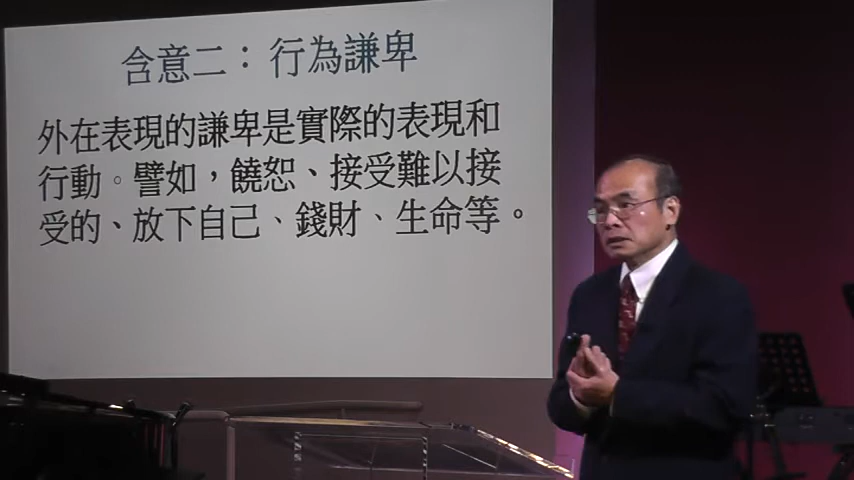 含意二：行為謙卑
外在表現的謙卑是實際的表現和
行動。譬如，饒恕、接受難以接
受的、放下自己、錢財、生命等。